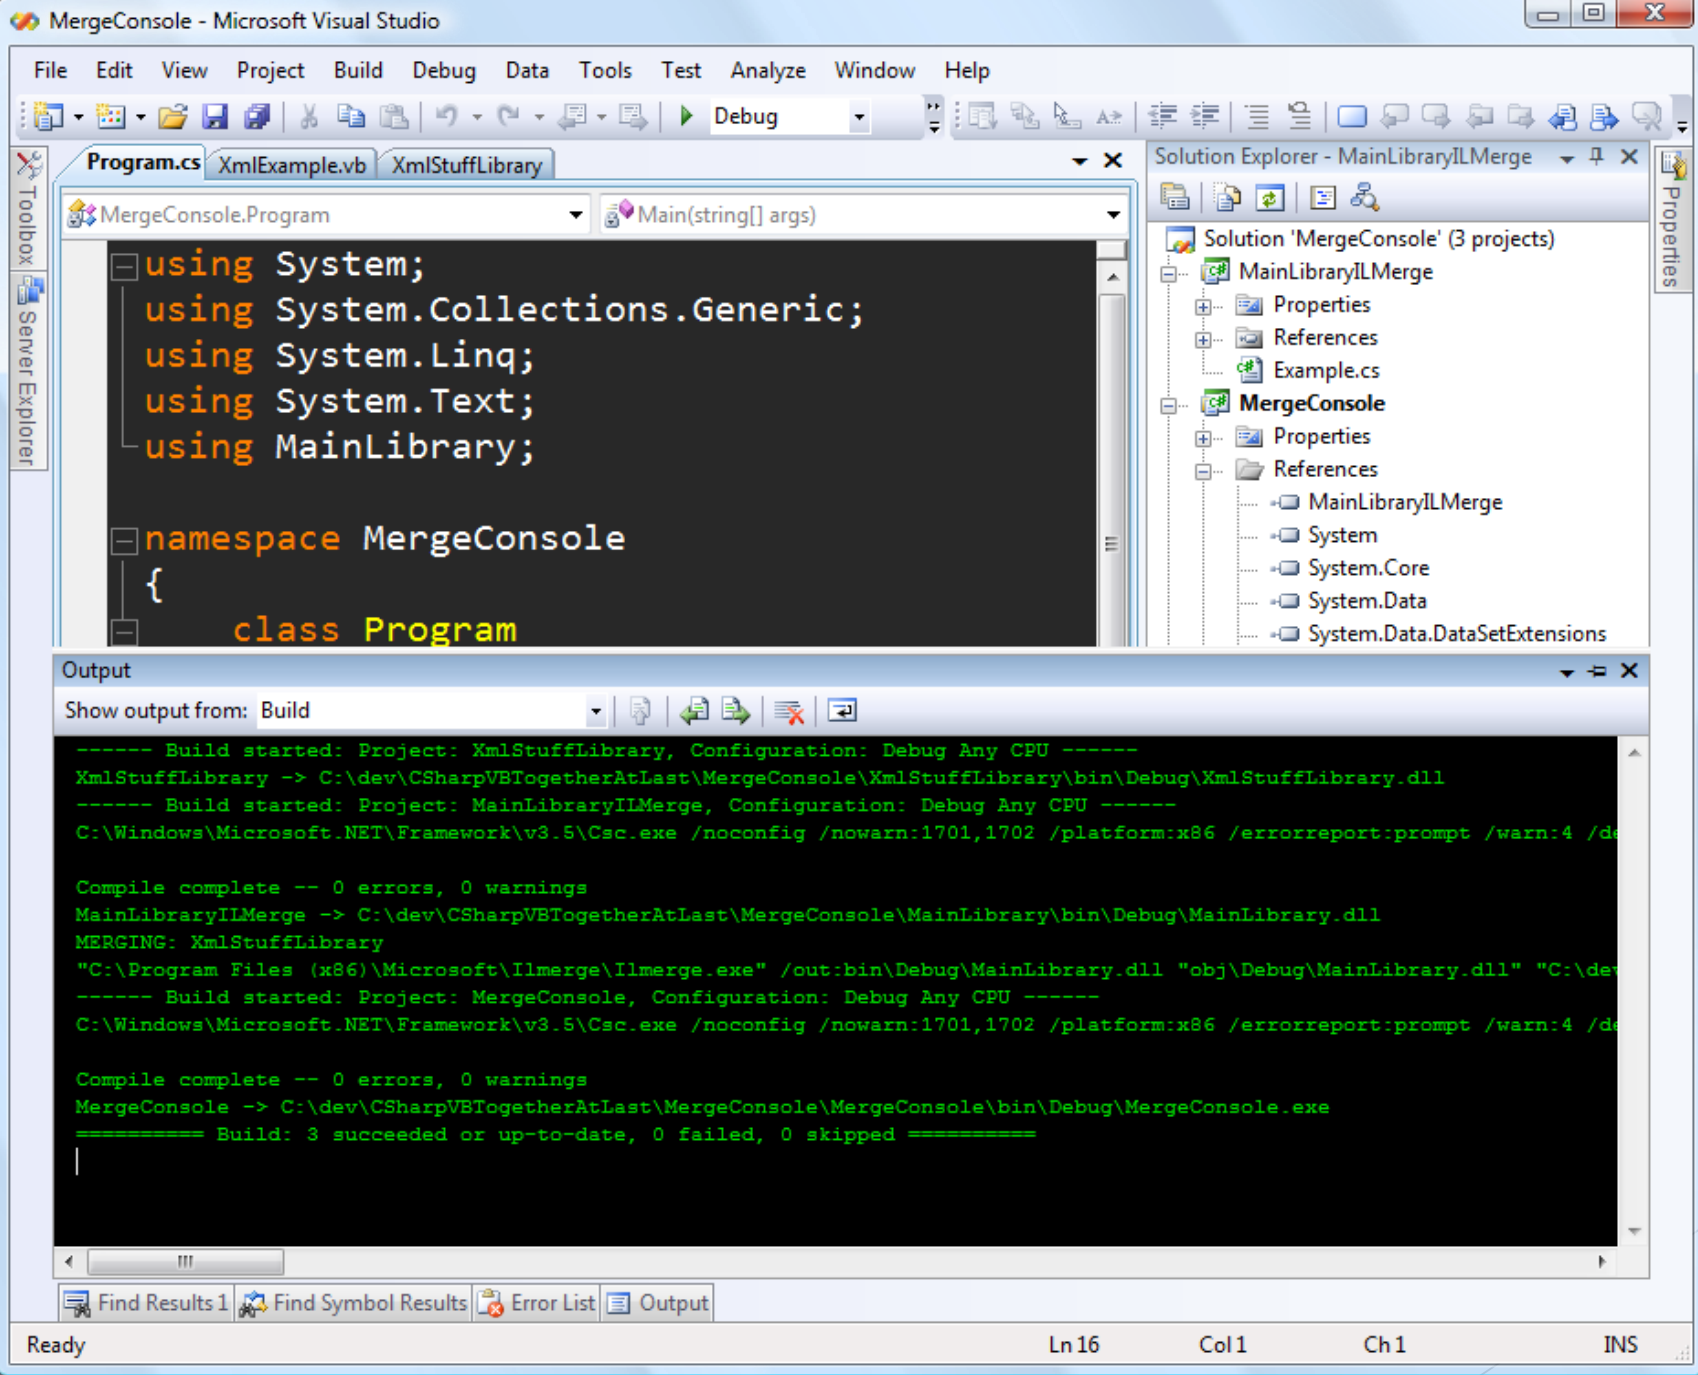 MergeConsole - Microsoft Visual Studio
File Edit View Project Build Debug Data Tools Test Analyze Window Help
Debug
Toolbox
Server Explorer
Program.cs XmlExample.vb XmlStuffLibrary
MergeConsole.Program Main(string[] args)
using System;
using System.Collections.Generic;
using System.Linq;
using System.Text;
using MainLibrary;
namespace MergeConsole
{
class Program
Solution Explorer - MainLibraryILMerge
Solution 'MergeConsole' (3 projects)
MainLibraryILMerge
Properties
References
Example.cs
MergeConsole
Properties
References
MainLibraryILMerge
System
System.Core
System.Data
System.Data.DataSetExtensions
Properties
Output
Show output from: Build
------ Build started: Project: XmlStuffLibrary, Configuration: Debug Any CPU ------
XmlStuffLibrary -> C:\dev\CSharpVBTogetherAtLast\MergeConsole\XmlStuffLibrary\bin\Debug\XmlStuffLibrary.dll
------ Build started: Project: MainLibraryILMerge, Configuration: Debug Any CPU ------
C:\Windows\Microsoft.NET\Framework\v3.5\Csc.exe /noconfig /nowarn:1701,1702 /platform:x86 /errorreport:prompt /warn:4 /de
Compile complete -- 0 errors, 0 warnings
MainLibraryILMerge -> C:\dev\CSharpVBTogetherAtLast\MergeConsole\MainLibrary\bin\Debug\MainLibrary.dll
MERGING: XmlStuffLibrary
"C:\Program Files (x86)\Microsoft\Ilmerge\Ilmerge.exe" /out:bin\Debug\MainLibrary.dll "obj\Debug\MainLibrary.dll" "C:\dev
------ Build started: Project: MergeConsole, Configuration: Debug Any CPU ------
C:\Windows\Microsoft.NET\Framework\v3.5\Csc.exe /noconfig /nowarn:1701,1702 /platform:x86 /errorreport:prompt /warn:4 /de
Compile complete -- 0 errors, 0 warnings
MergeConsole -> C:\dev\CSharpVBTogetherAtLast\MergeConsole\MergeConsole\bin\Debug\MergeConsole.exe
========== Build: 3 succeeded or up-to-date, 0 failed, 0 skipped ==========
Find Results 1 Find Symbol Results Error List Output
Ready Ln 16 Col 1 Ch 1 INS